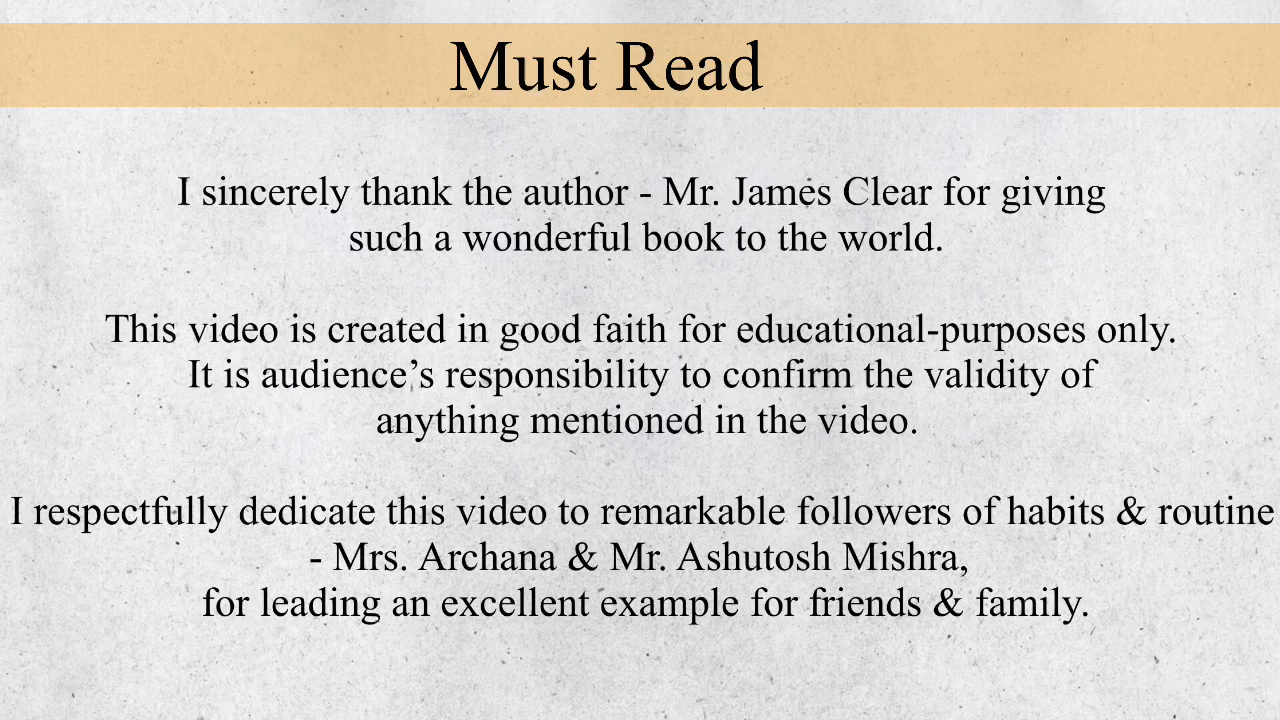 Must Read
I sincerely thank the author - Mr. James Clear for giving
such a wonderful book to the world.
This video is created in good faith for educational-purposes only.
It is audience’s responsibility to confirm the validity of
anything mentioned in the video.
I respectfully dedicate this video to remarkable followers of habits & routine
- Mrs. Archana & Mr. Ashutosh Mishra,
for leading an excellent example for friends & family.